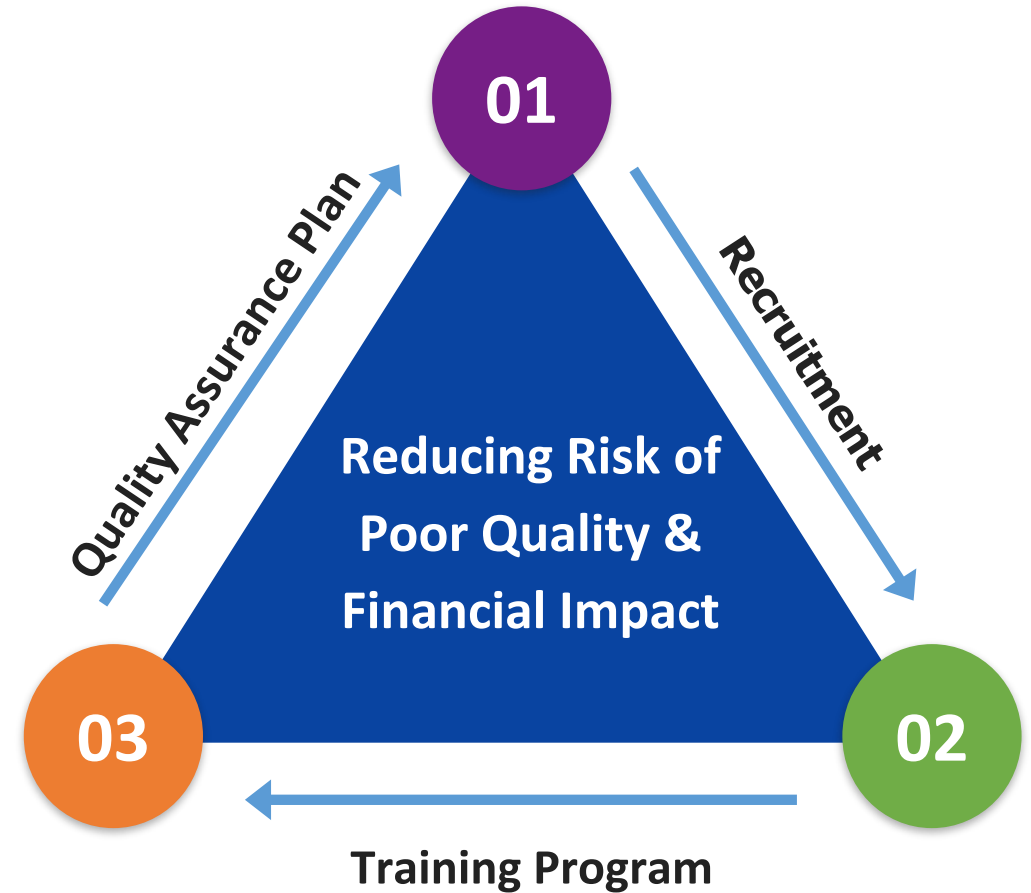 01
Quality Assurance Plan
Recruitment
Reducing Risk of
Poor Quality &
Financial Impact
03
02
Training Program